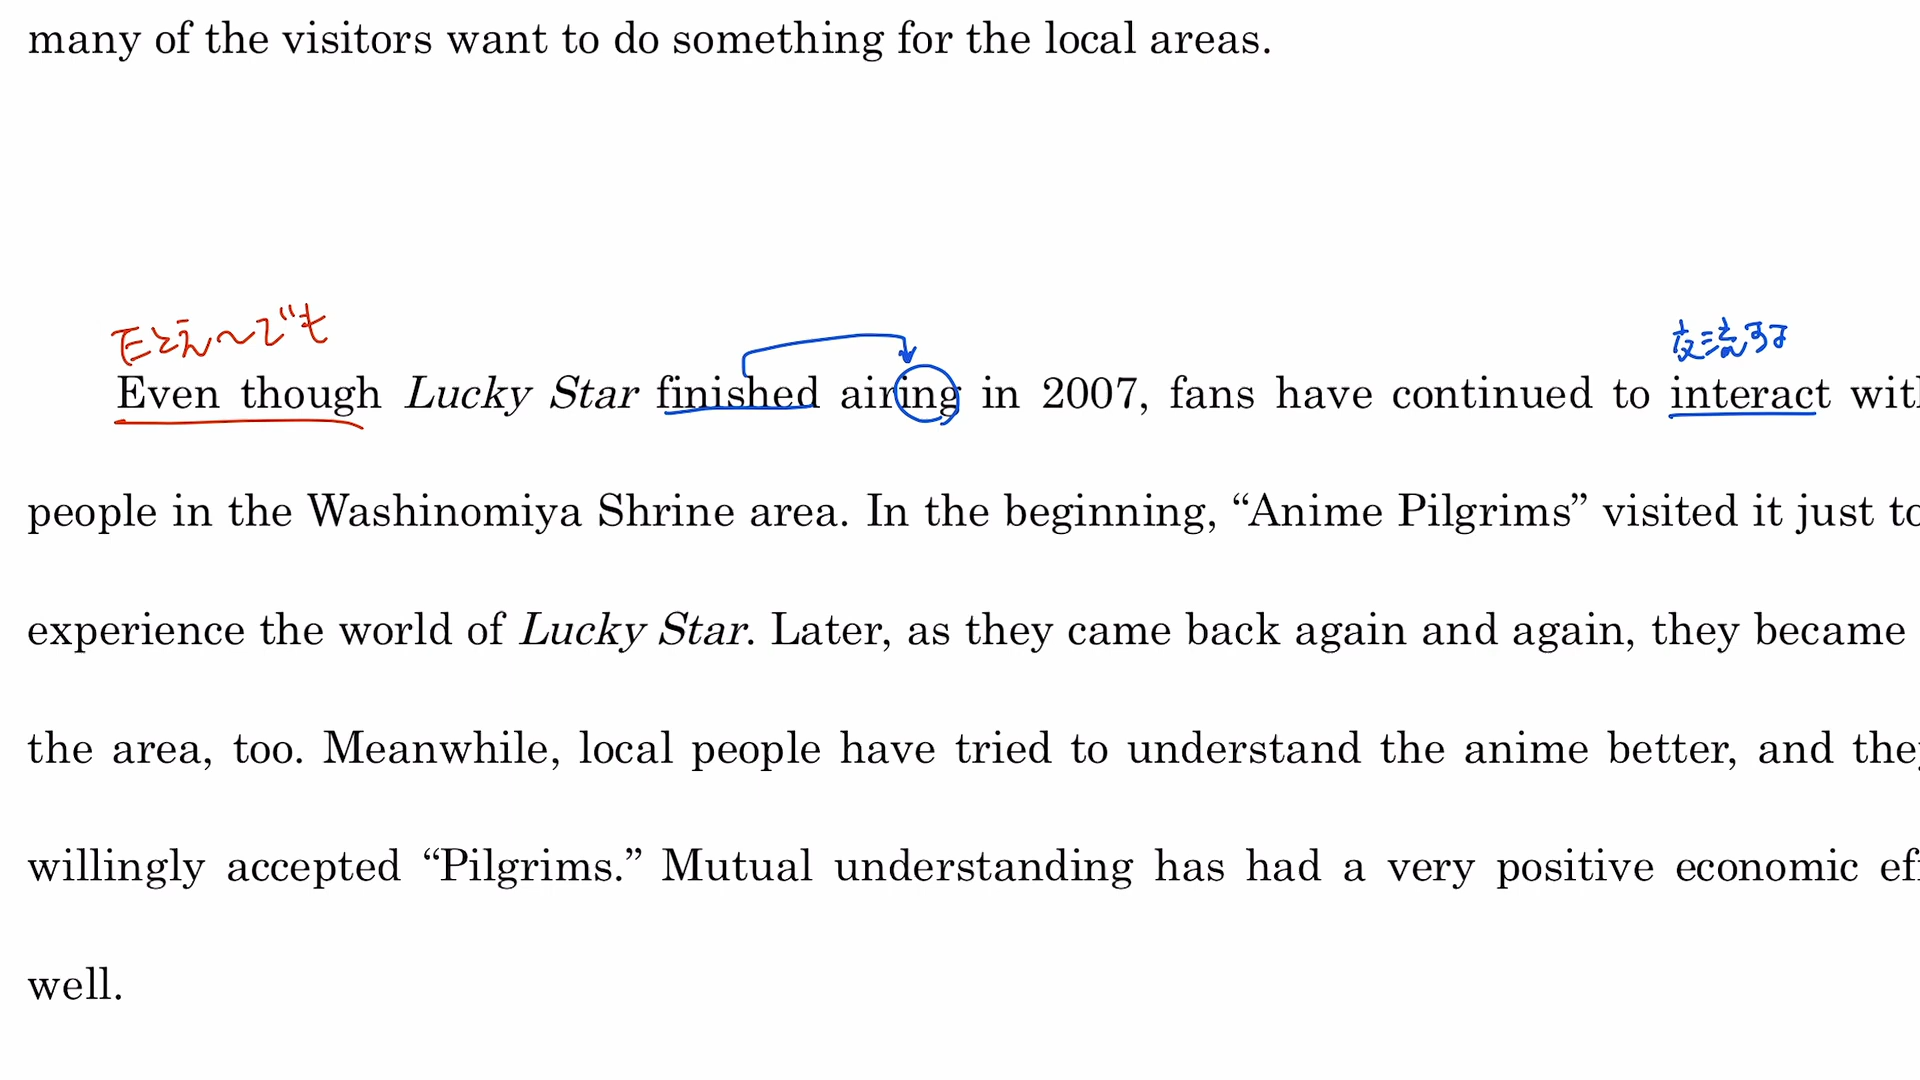 many of the visitors want to do something for the local areas.
たとえ〜でも
交流する
Even though Lucky Star finished airing in 2007, fans have continued to interact with
people in the Washinomiya Shrine area. In the beginning, “Anime Pilgrims” visited it just to
experience the world of Lucky Star. Later, as they came back again and again, they became
the area, too. Meanwhile, local people have tried to understand the anime better, and they
willingly accepted “Pilgrims.” Mutual understanding has had a very positive economic eff
well.